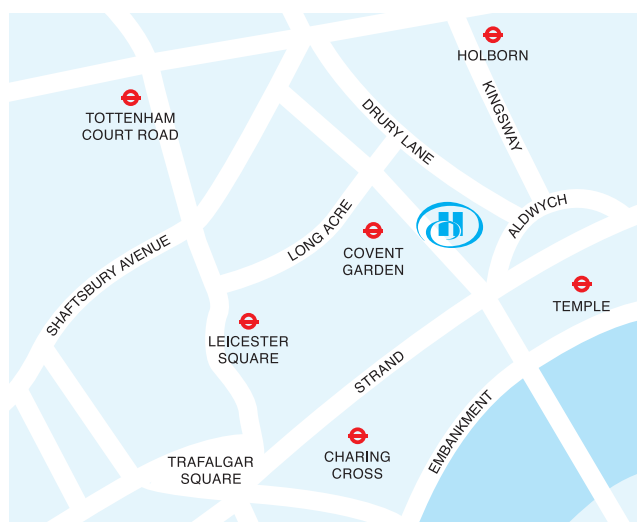 HOLBORN
TOTTENHAM
COURT ROAD
KINGSWAY
DRURY LANE
ALDWYCH
LONG ACRE
COVENT
GARDEN
SHAFTSBURY AVENUE
TEMPLE
LEICESTER
SQUARE
STRAND
EMBANKMENT
TRAFALGAR
SQUARE
CHARING
CROSS